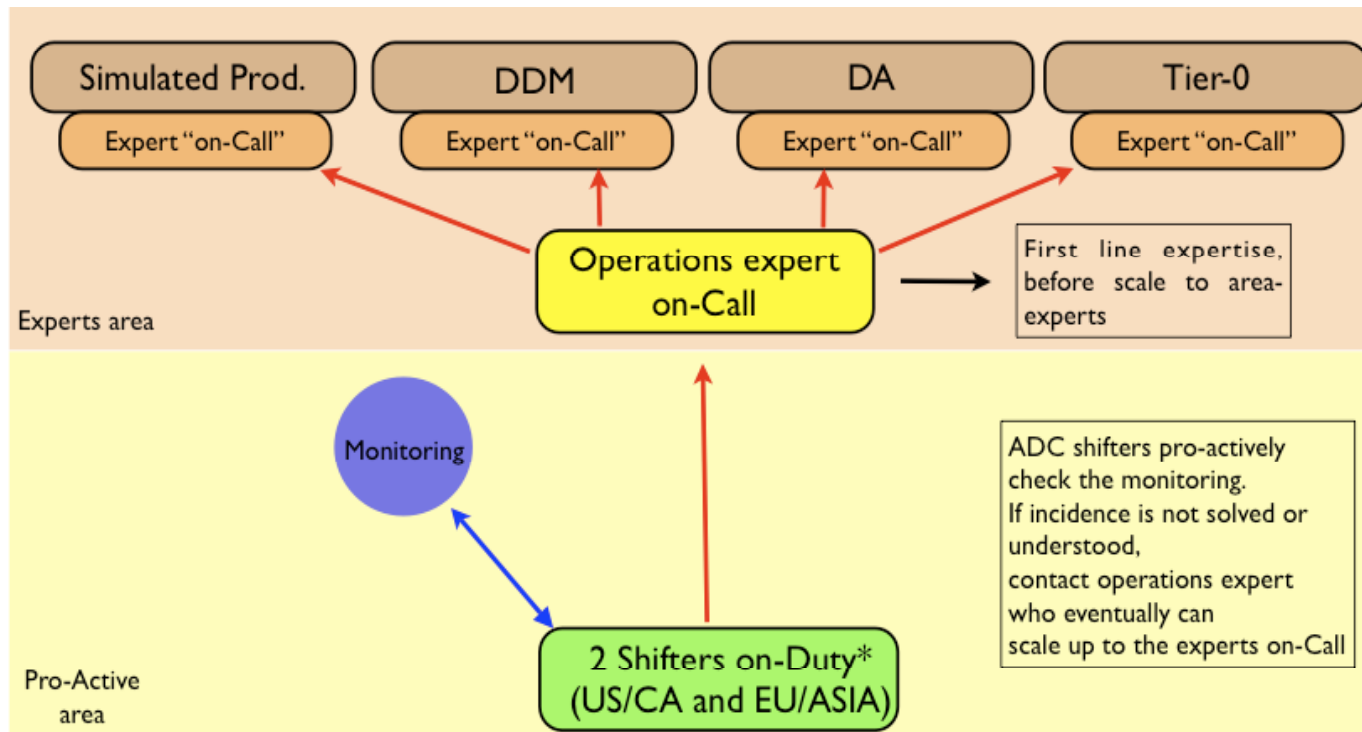 Simulated Prod.
DDM
DA
Tier-0
Expert “on-Call”
Expert “on-Call”
Expert “on-Call”
Expert “on-Call”
Operations expert
on-Call
First line expertise,
before scale to area-
experts
Experts area
Monitoring
ADC shifters pro-actively
check the monitoring.
If incidence is not solved or
understood,
contact operations expert
who eventually can
scale up to the experts on-Call
2 Shifters on-Duty*
(US/CA and EU/ASIA)
Pro-Active
area